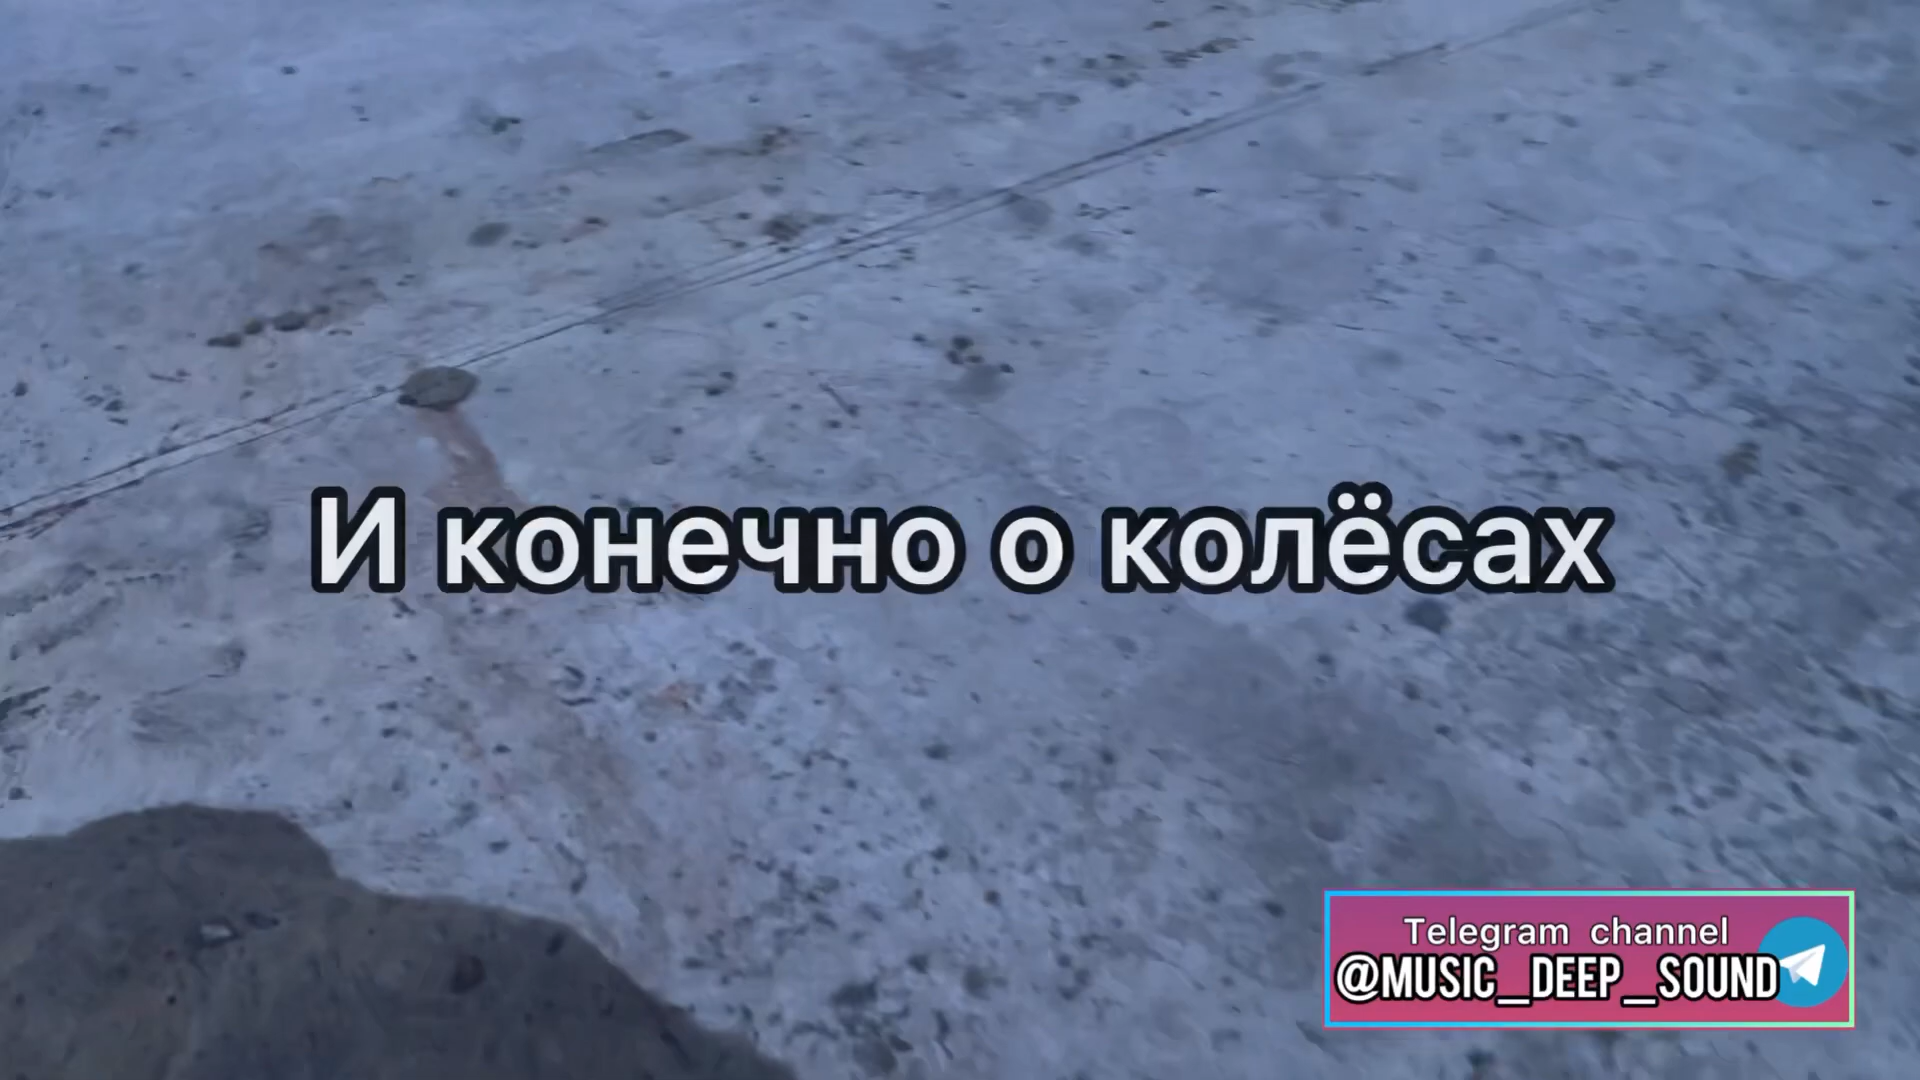 И конечно о колёсах
Telegram channel
@MUSIC_DEEP_SOUND